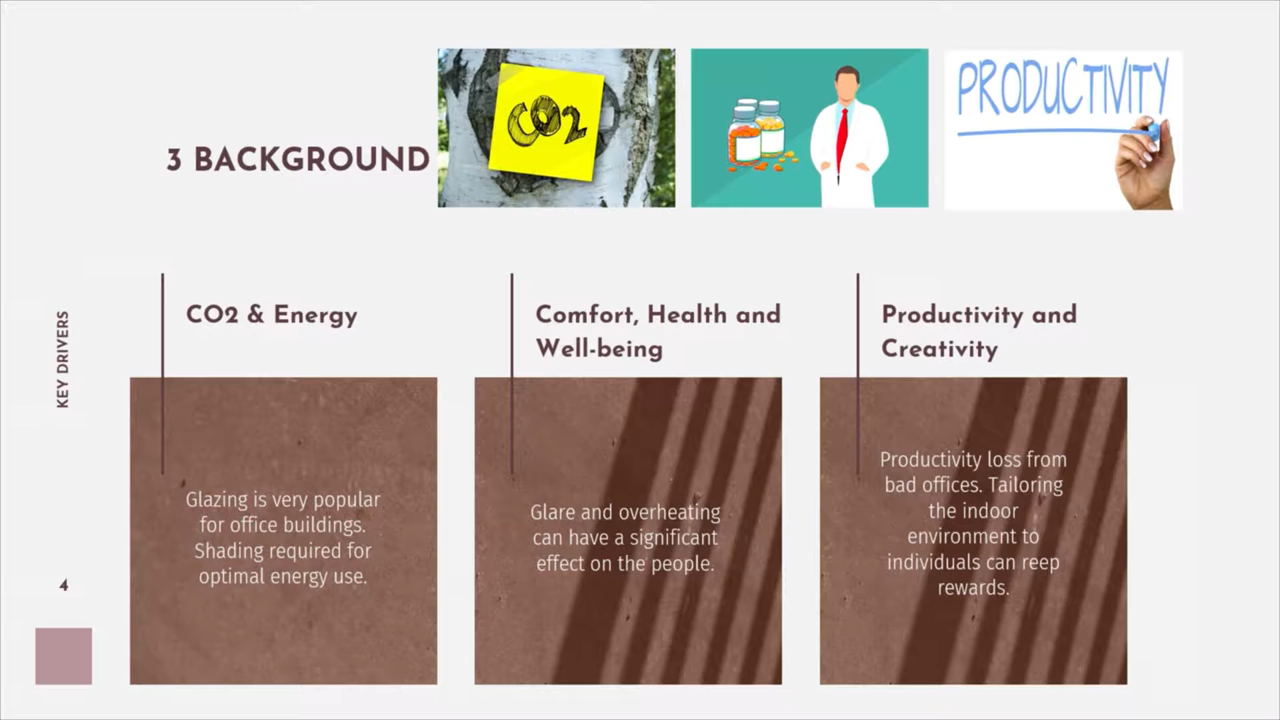 3 BACKGROUND
CO2
PRODUCTIVITY
KEY DRIVERS
4
CO2 & Energy
Glazing is very popular
for office buildings.
Shading required for
optimal energy use.
Comfort, Health and
Well-being
Glare and overheating
can have a significant
effect on the people.
Productivity and
Creativity
Productivity loss from
bad offices. Tailoring
the indoor
environment to
individuals can reep
rewards.